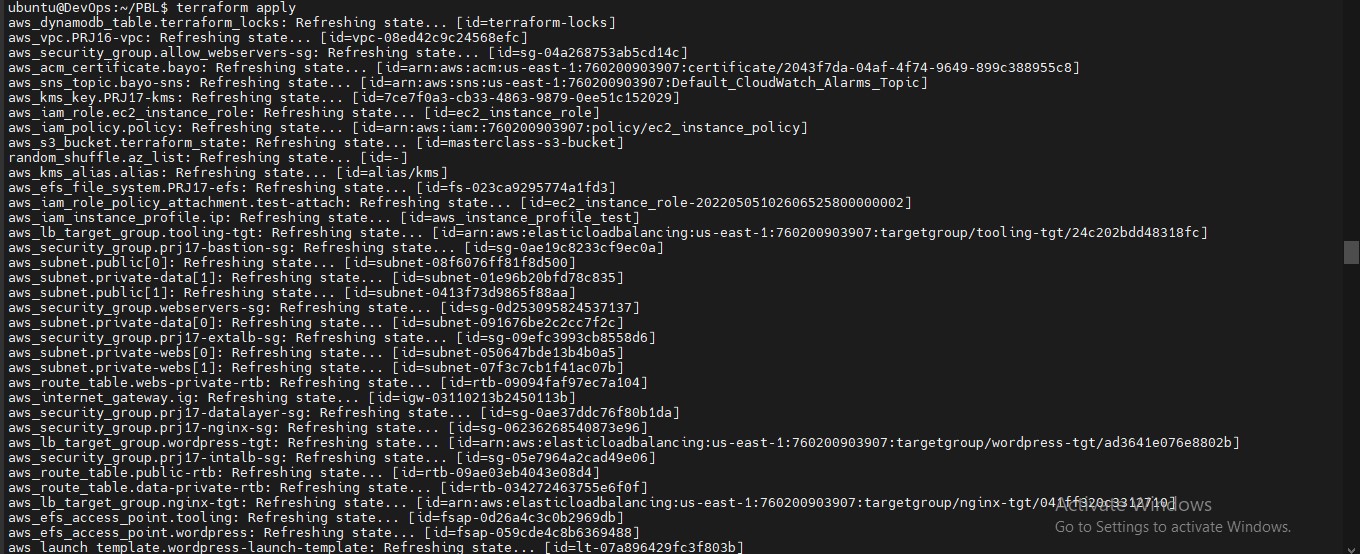 ubuntu@DevOps:~/PBL$ terraform apply
aws_dynamodb_table.terraform_locks: Refreshing state... [id=terraform-locks]
aws_vpc.PRJ16-vpc: Refreshing state... [id=vpc-08ed42c9c24568efc]
aws_security_group.allow_webservers-sg: Refreshing state... [id=sg-04a268753ab5cd14c]
aws_acm_certificate.bayo: Refreshing state... [id=arn:aws:acm:us-east-1:760200903907:certificate/2043f7da-04af-4f74-9649-899c388955c8]
aws_sns_topic.bayo-sns: Refreshing state... [id=arn:aws:sns:us-east-1:760200903907:Default_CloudWatch_Alarms_Topic]
aws_kms_key.PRJ17-kms: Refreshing state... [id=7ce7f0a3-cb33-4863-9879-0ee51c152029]
aws_iam_role.ec2_instance_role: Refreshing state... [id=ec2_instance_role]
aws_iam_policy.policy: Refreshing state... [id=arn:aws:iam::760200903907:policy/ec2_instance_policy]
aws_s3_bucket.terraform_state: Refreshing state... [id=masterclass-s3-bucket]
random_shuffle.az_list: Refreshing state... [id=-]
aws_kms_alias.alias: Refreshing state... [id=alias/kms]
aws_efs_file_system.PRJ17-efs: Refreshing state... [id=fs-023ca9295774a1fd3]
aws_iam_role_policy_attachment.test-attach: Refreshing state... [id=ec2_instance_role-20220505102606525800000002]
aws_iam_instance_profile.ip: Refreshing state... [id=aws_instance_profile_test]
aws_lb_target_group.tooling-tgt: Refreshing state... [id=arn:aws:elasticloadbalancing:us-east-1:760200903907:targetgroup/tooling-tgt/24c202bdd48318fc]
aws_security_group.prj17-bastion-sg: Refreshing state... [id=sg-0ae19c8233cf9ec0a]
aws_subnet.public[0]: Refreshing state... [id=subnet-08f6076ff81f8d500]
aws_subnet.private-data[1]: Refreshing state... [id=subnet-01e96b20bfd78c835]
aws_subnet.public[1]: Refreshing state... [id=subnet-0413f73d9865f88aa]
aws_security_group.webservers-sg: Refreshing state... [id=sg-0d253095824537137]
aws_subnet.private-data[0]: Refreshing state... [id=subnet-091676be2c2cc7f2c]
aws_security_group.prj17-extalb-sg: Refreshing state... [id=sg-09efc3993cb8558d6]
aws_subnet.private-webs[0]: Refreshing state... [id=subnet-050647bde13b4b0a5]
aws_subnet.private-webs[1]: Refreshing state... [id=subnet-07f3c7cb1f41ac07b]
aws_route_table.webs-private-rtb: Refreshing state... [id=rtb-09094faf97ec7a104]
aws_internet_gateway.ig: Refreshing state... [id=igw-03110213b2450113b]
aws_security_group.prj17-datalayer-sg: Refreshing state... [id=sg-0ae37ddc76f80b1da]
aws_security_group.prj17-nginx-sg: Refreshing state... [id=sg-06236268540873e96]
aws_lb_target_group.wordpress-tgt: Refreshing state... [id=arn:aws:elasticloadbalancing:us-east-1:760200903907:targetgroup/wordpress-tgt/ad3641e076e8802b]
aws_security_group.prj17-intalb-sg: Refreshing state... [id=sg-05e7964a2cad49e06]
aws_route_table.public-rtb: Refreshing state... [id=rtb-09ae03eb4043e08d4]
aws_route_table.data-private-rtb: Refreshing state... [id=rtb-034272463755e6f0f]
aws_lb_target_group.nginx-tgt: Refreshing state...
aws_efs_access_point.tooling: Refreshing state... [id=fsap-0d26a4c3c0b2969db]
Activate Windows
aws_efs_access_point.wordpress: Refreshing state... [id=fsap-059cde4c8b6369488]
Go to Settings to activate Windows.
aws_launch_template.wordpress-launch-template: Refreshing state... [id=lt-07a896429fc3f803b]